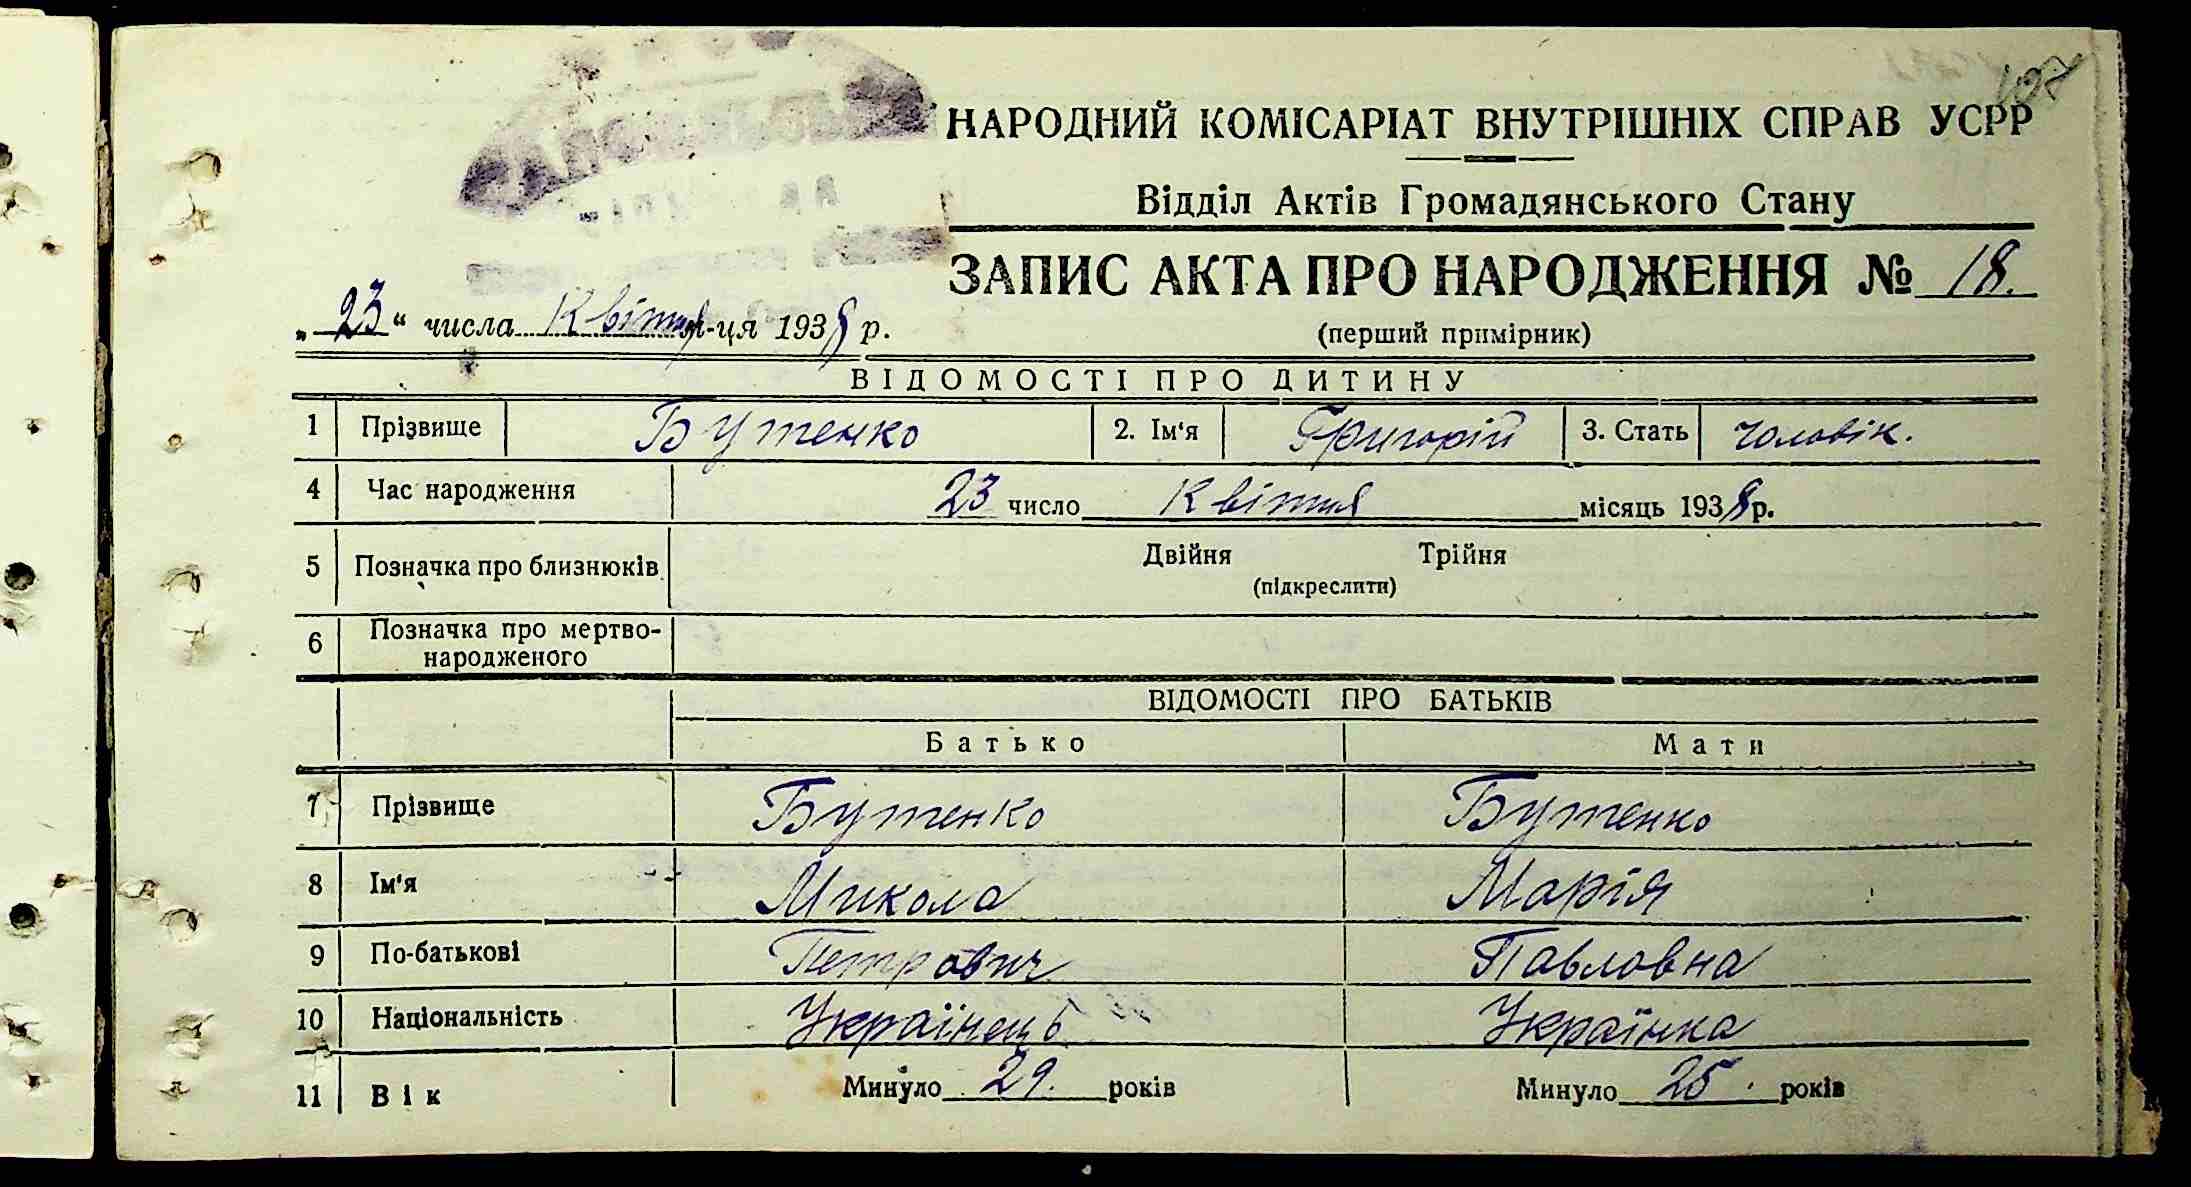 НАРОДНИЙ КОМІСАРІАТ ВНУТРІШНІХ СПРАВ УСРР
Відділ Актів Громадянського Стану
ЗАПИС АКТА ПРО НАРОДЖЕННЯ № 18.
„23“ числа Квітня м-ця 1938 р.
(перший примірник)
ВІДОМОСТІ ПРО ДИТИНУ
1 Прізвище Бутенко 2. Ім'я Григорій 3. Стать чоловік.
4 Час народження 23 число Квітня місяць 1938 р.
5 Позначка про близнюків Двійня Трійня
(підкреслити)
6 Позначка про мертво-
народженого
ВІДОМОСТІ ПРО БАТЬКІВ
Батько Мати
7 Прізвище Бутенко Бутенко
8 Ім'я Микола Марія
9 По-батькові Петрович Павловна
10 Національність Українець Українка
11 Вік Минуло 29. років Минуло 25. років